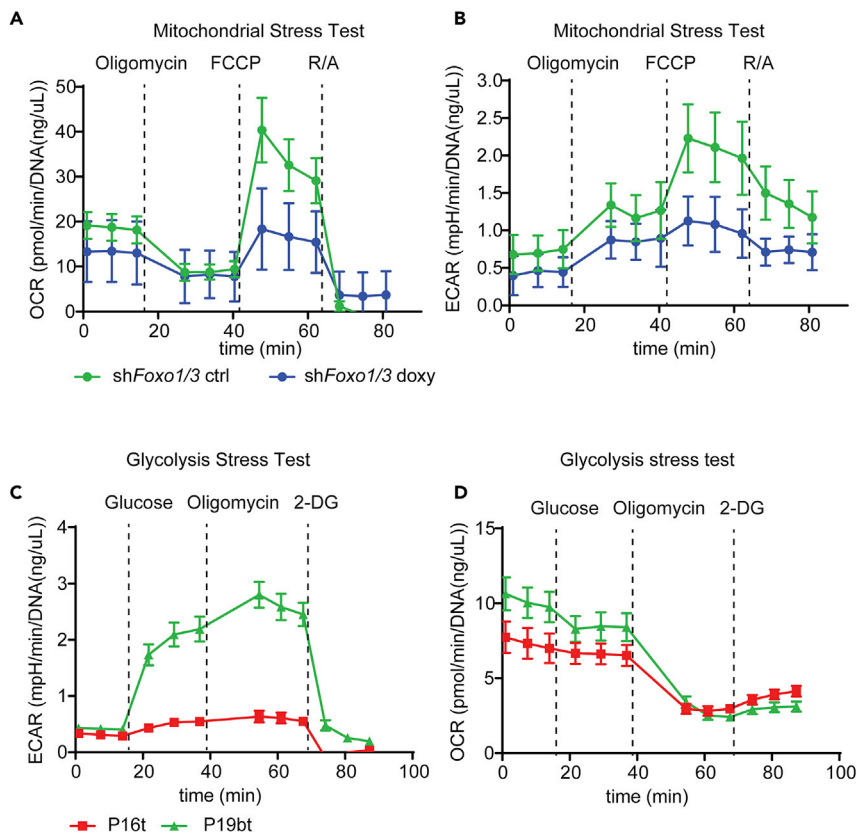 A
Mitochondrial Stress Test
Oligomycin FCCP R/A
OCR (pmol/min/DNA(ng/uL))
50
40
30
20
10
0
0 20 40 60 80
time (min)
B
Mitochondrial Stress Test
Oligomycin FCCP R/A
ECAR (mpH/min/DNA(ng/uL))
3.0
2.5
2.0
1.5
1.0
0.5
0.0
0 20 40 60 80
time (min)
shFoxo1/3 ctrl shFoxo1/3 doxy
C
Glycolysis Stress Test
Glucose Oligomycin 2-DG
ECAR (mpH/min/DNA(ng/uL))
4
3
2
1
0
0 20 40 60 80 100
time (min)
D
Glycolysis stress test
Glucose Oligomycin 2-DG
OCR (pmol/min/DNA(ng/uL))
15
10
5
0
0 20 40 60 80 100
time (min)
P16t P19bt